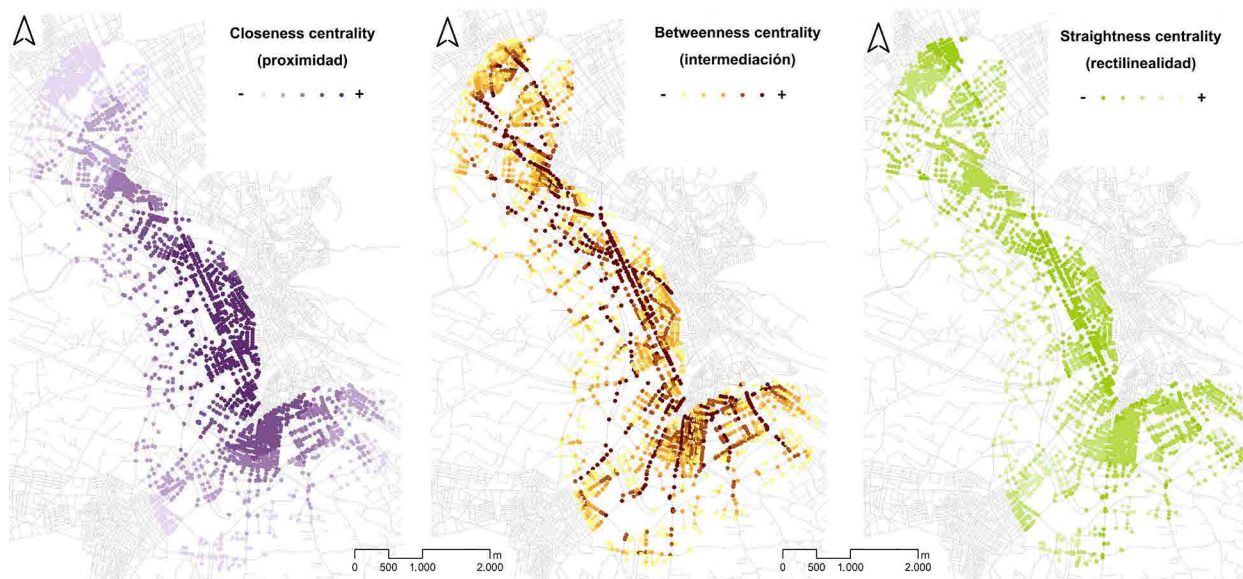 Closeness centrality
(proximidad)
- +
Betweenness centrality
(intermediación)
- +
Straightness centrality
(rectilinealidad)
- +
0 500 1.000 2.000 m
0 500 1.000 2.000 m